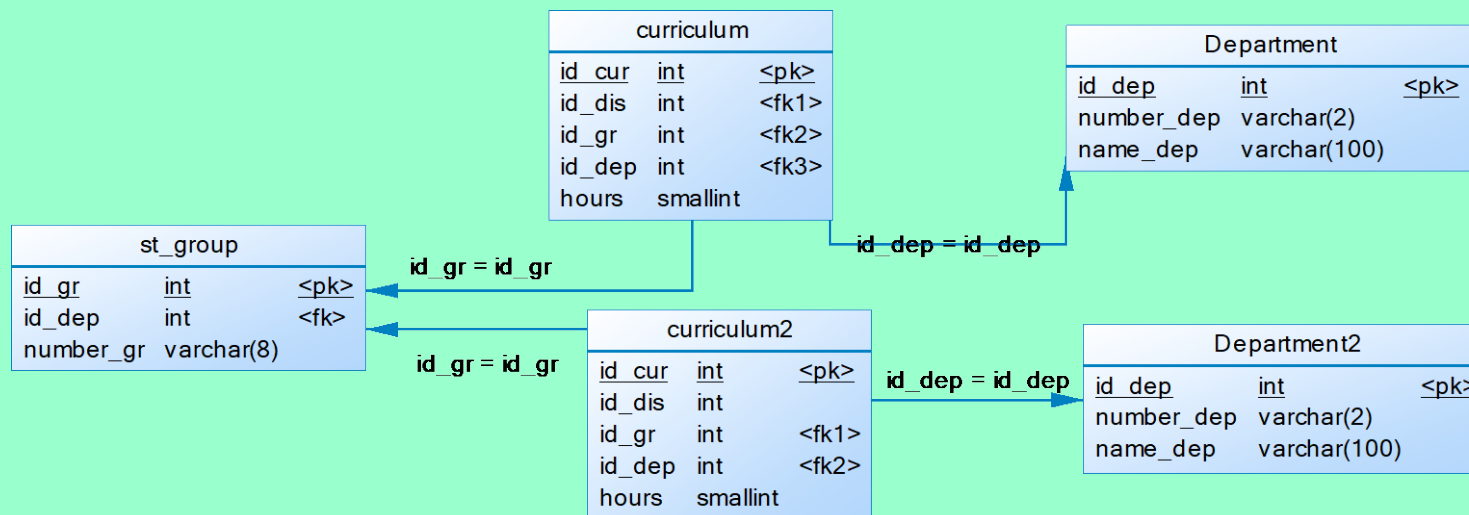 curriculum
id_cur int <pk>
id_dis int <fk1>
id_gr int <fk2>
id_dep int <fk3>
hours smallint
Department
id_dep int <pk>
number_dep varchar(2)
name_dep varchar(100)
id_dep = id_dep
st_group
id_gr int <pk>
id_dep int <fk>
number_gr varchar(8)
id_gr = id_gr
id_gr = id_gr
curriculum2
id_cur int <pk>
id_dis int
id_gr int <fk1>
id_dep int <fk2>
hours smallint
id_dep = id_dep
Department2
id_dep int <pk>
number_dep varchar(2)
name_dep varchar(100)